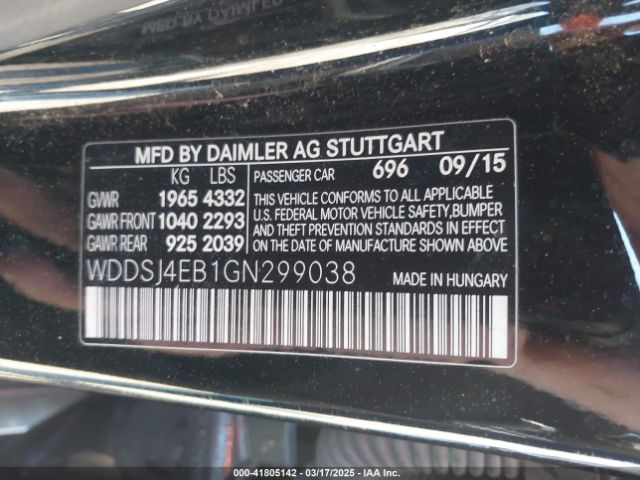 MFD BY DAIMLER AG STUTTGART
KG LBS
GVWR 1965 4332
GAWR FRONT 1040 2293
GAWR REAR 925 2039
PASSENGER CAR 696 09/15
THIS VEHICLE CONFORMS TO ALL APPLICABLE
U.S. FEDERAL MOTOR VEHICLE SAFETY,BUMPER
AND THEFT PREVENTION STANDARDS IN EFFECT
ON THE DATE OF MANUFACTURE SHOWN ABOVE.
WDDSJ4EB1GN299038 MADE IN HUNGARY
000-41805142 - 03/17/2025 - IAA Inc.